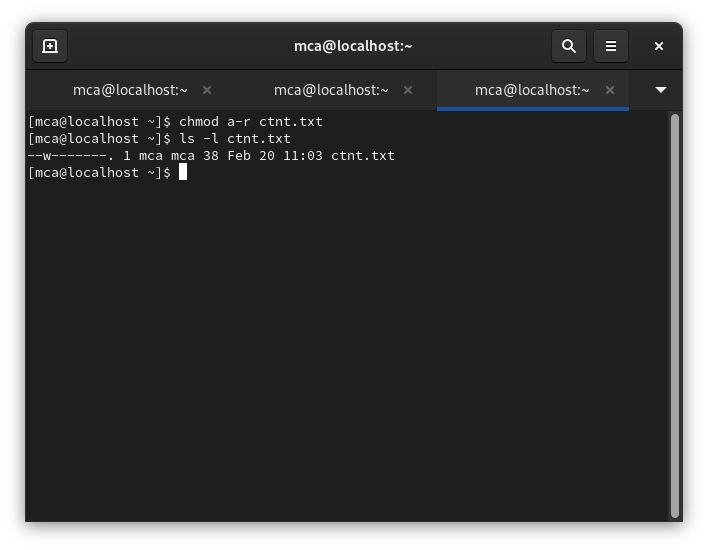 mca@localhost:~
mca@localhost:~ × mca@localhost:~ × mca@localhost:~ ×
[mca@localhost ~]$ chmod a-r ctnt.txt
[mca@localhost ~]$ ls -l ctnt.txt
--w-------. 1 mca mca 38 Feb 20 11:03 ctnt.txt
[mca@localhost ~]$